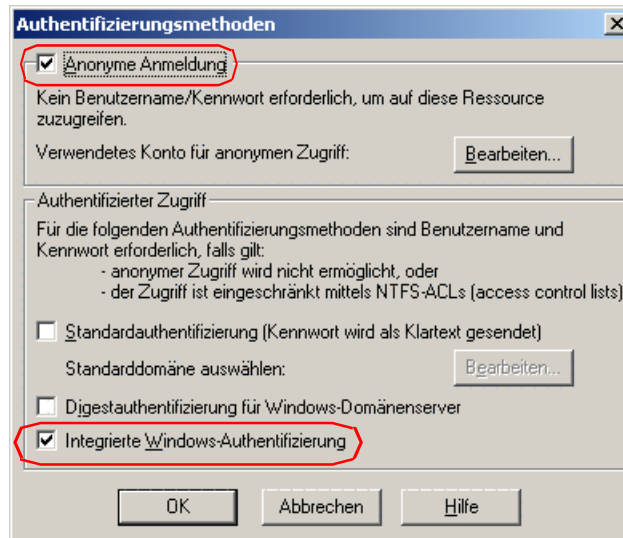 Authentifizierungsmethoden
Anonyme Anmeldung
Kein Benutzername/Kennwort erforderlich, um auf diese Ressource
zuzugreifen.
Verwendetes Konto für anonymen Zugriff:
Bearbeiten...
Authentifizierter Zugriff
Für die folgenden Authentifizierungsmethoden sind Benutzername und
Kennwort erforderlich, falls gilt:
- anonymer Zugriff wird nicht ermöglicht, oder
- der Zugriff ist eingeschränkt mittels NTFS-ACLs (access control lists)
Standardauthentifizierung (Kennwort wird als Klartext gesendet)
Standarddomäne auswählen:
Bearbeiten...
Digestauthentifizierung für Windows-Domänenserver
Integrierte Windows-Authentifizierung
OK
Abbrechen
Hilfe